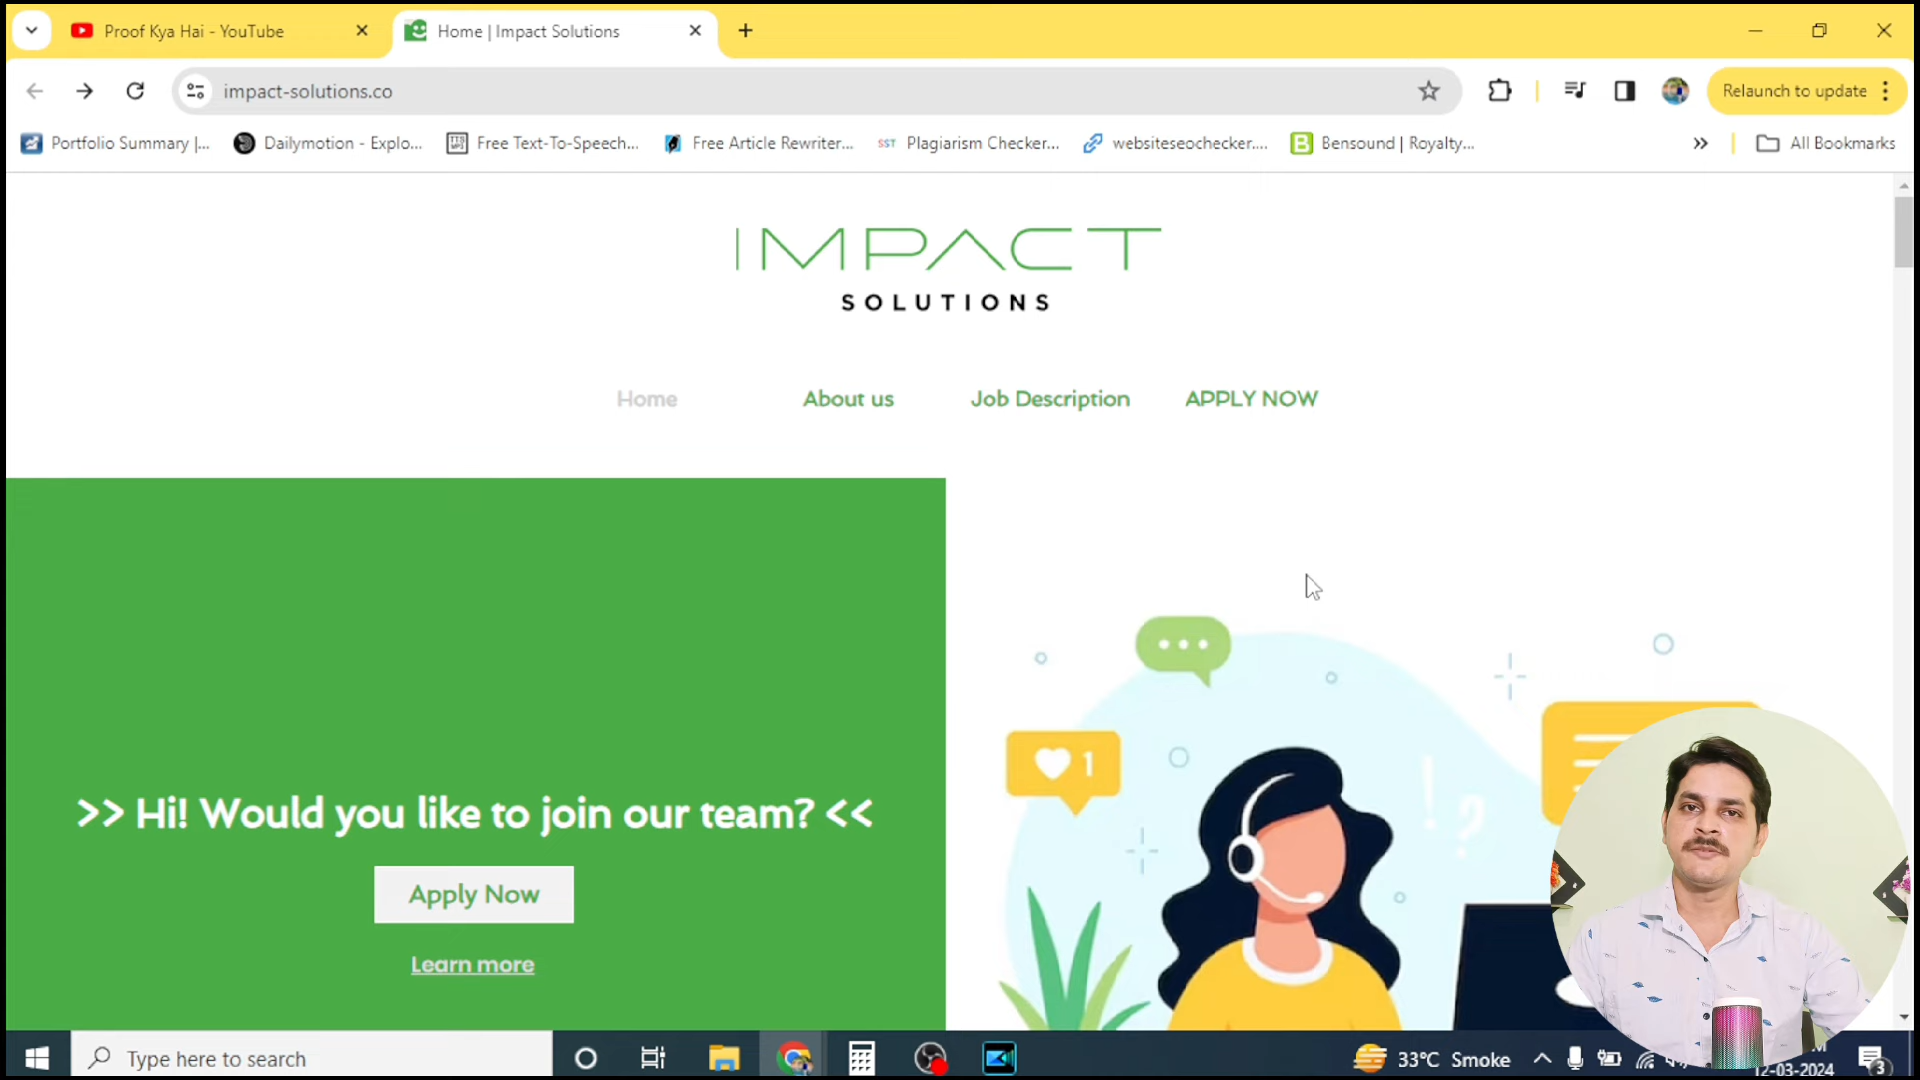 Proof Kya Hai - YouTube
Home | Impact Solutions
impact-solutions.co
Relaunch to update
Portfolio Summary |...
Dailymotion - Explo...
Free Text-To-Speech...
Free Article Rewriter...
SST Plagiarism Checker...
websiteseochecker....
B Bensound | Royalty...
All Bookmarks
IMPACT
SOLUTIONS
Home
About us
Job Description
APPLY NOW
>> Hi! Would you like to join our team? <<
Apply Now
Learn more
1
! ?
Type here to search
33°C Smoke
12-03-2024
3